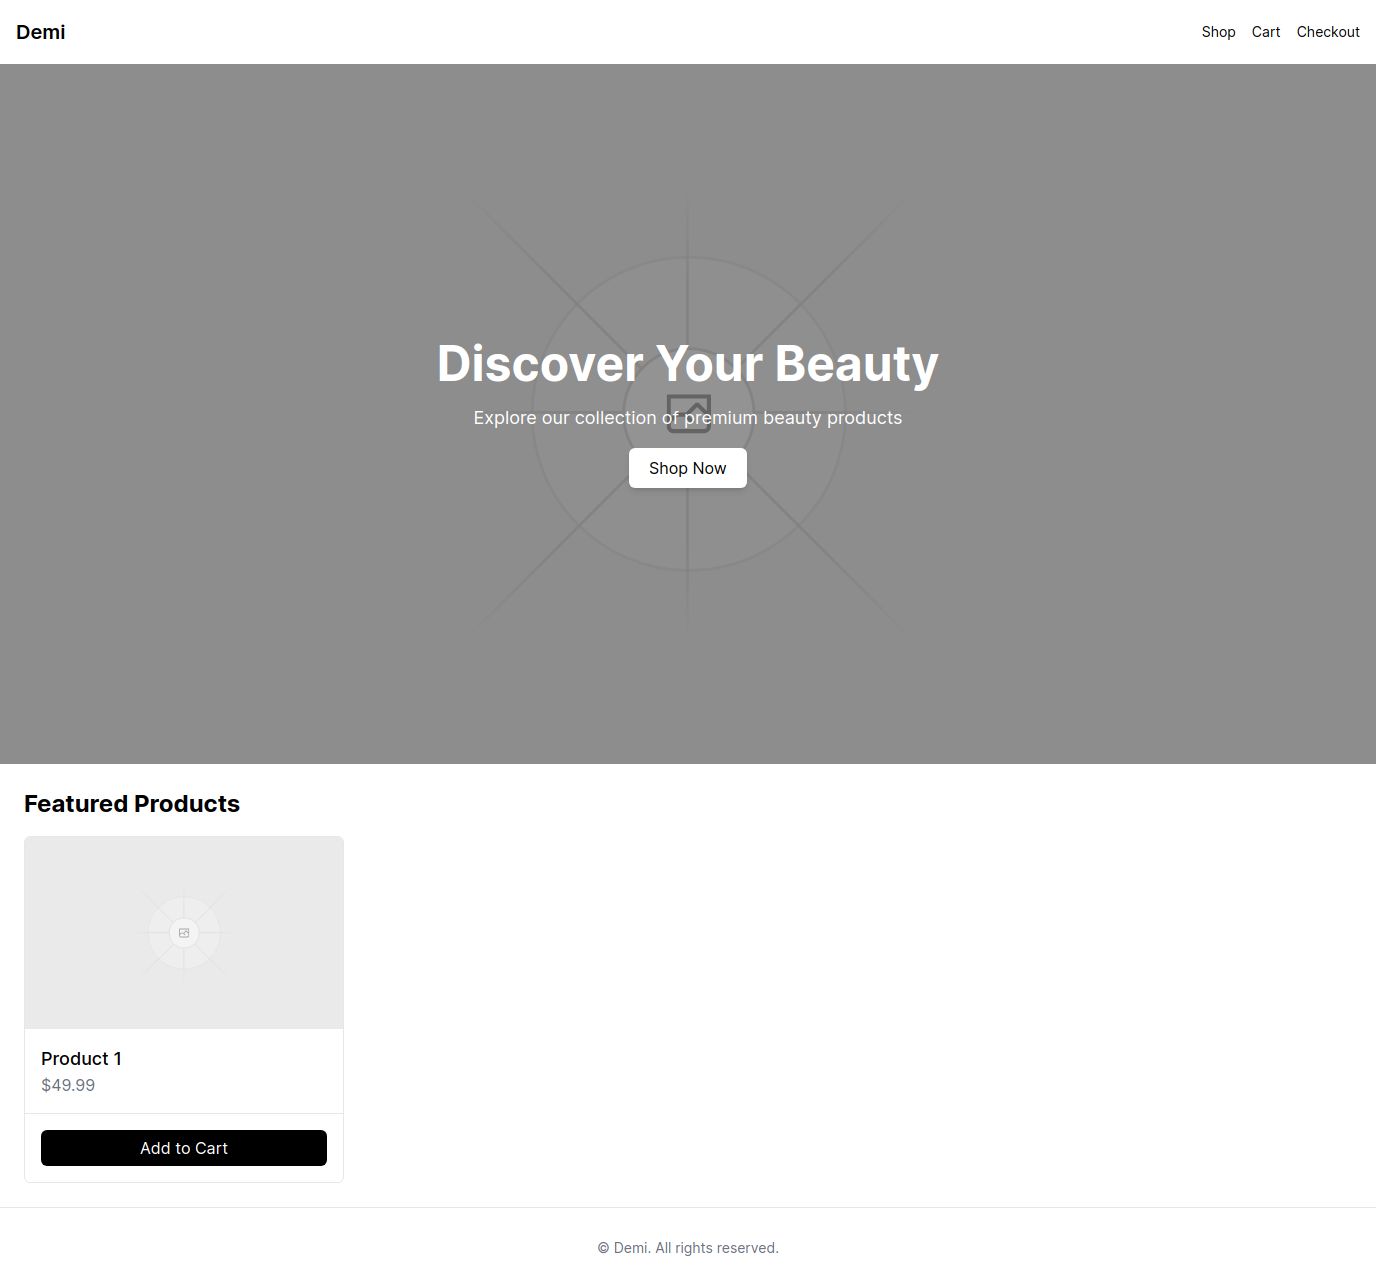 Demi
Shop Cart Checkout
Discover Your Beauty
Explore our collection of premium beauty products
Shop Now
Featured Products
Product 1
$49.99
Add to Cart
© Demi. All rights reserved.